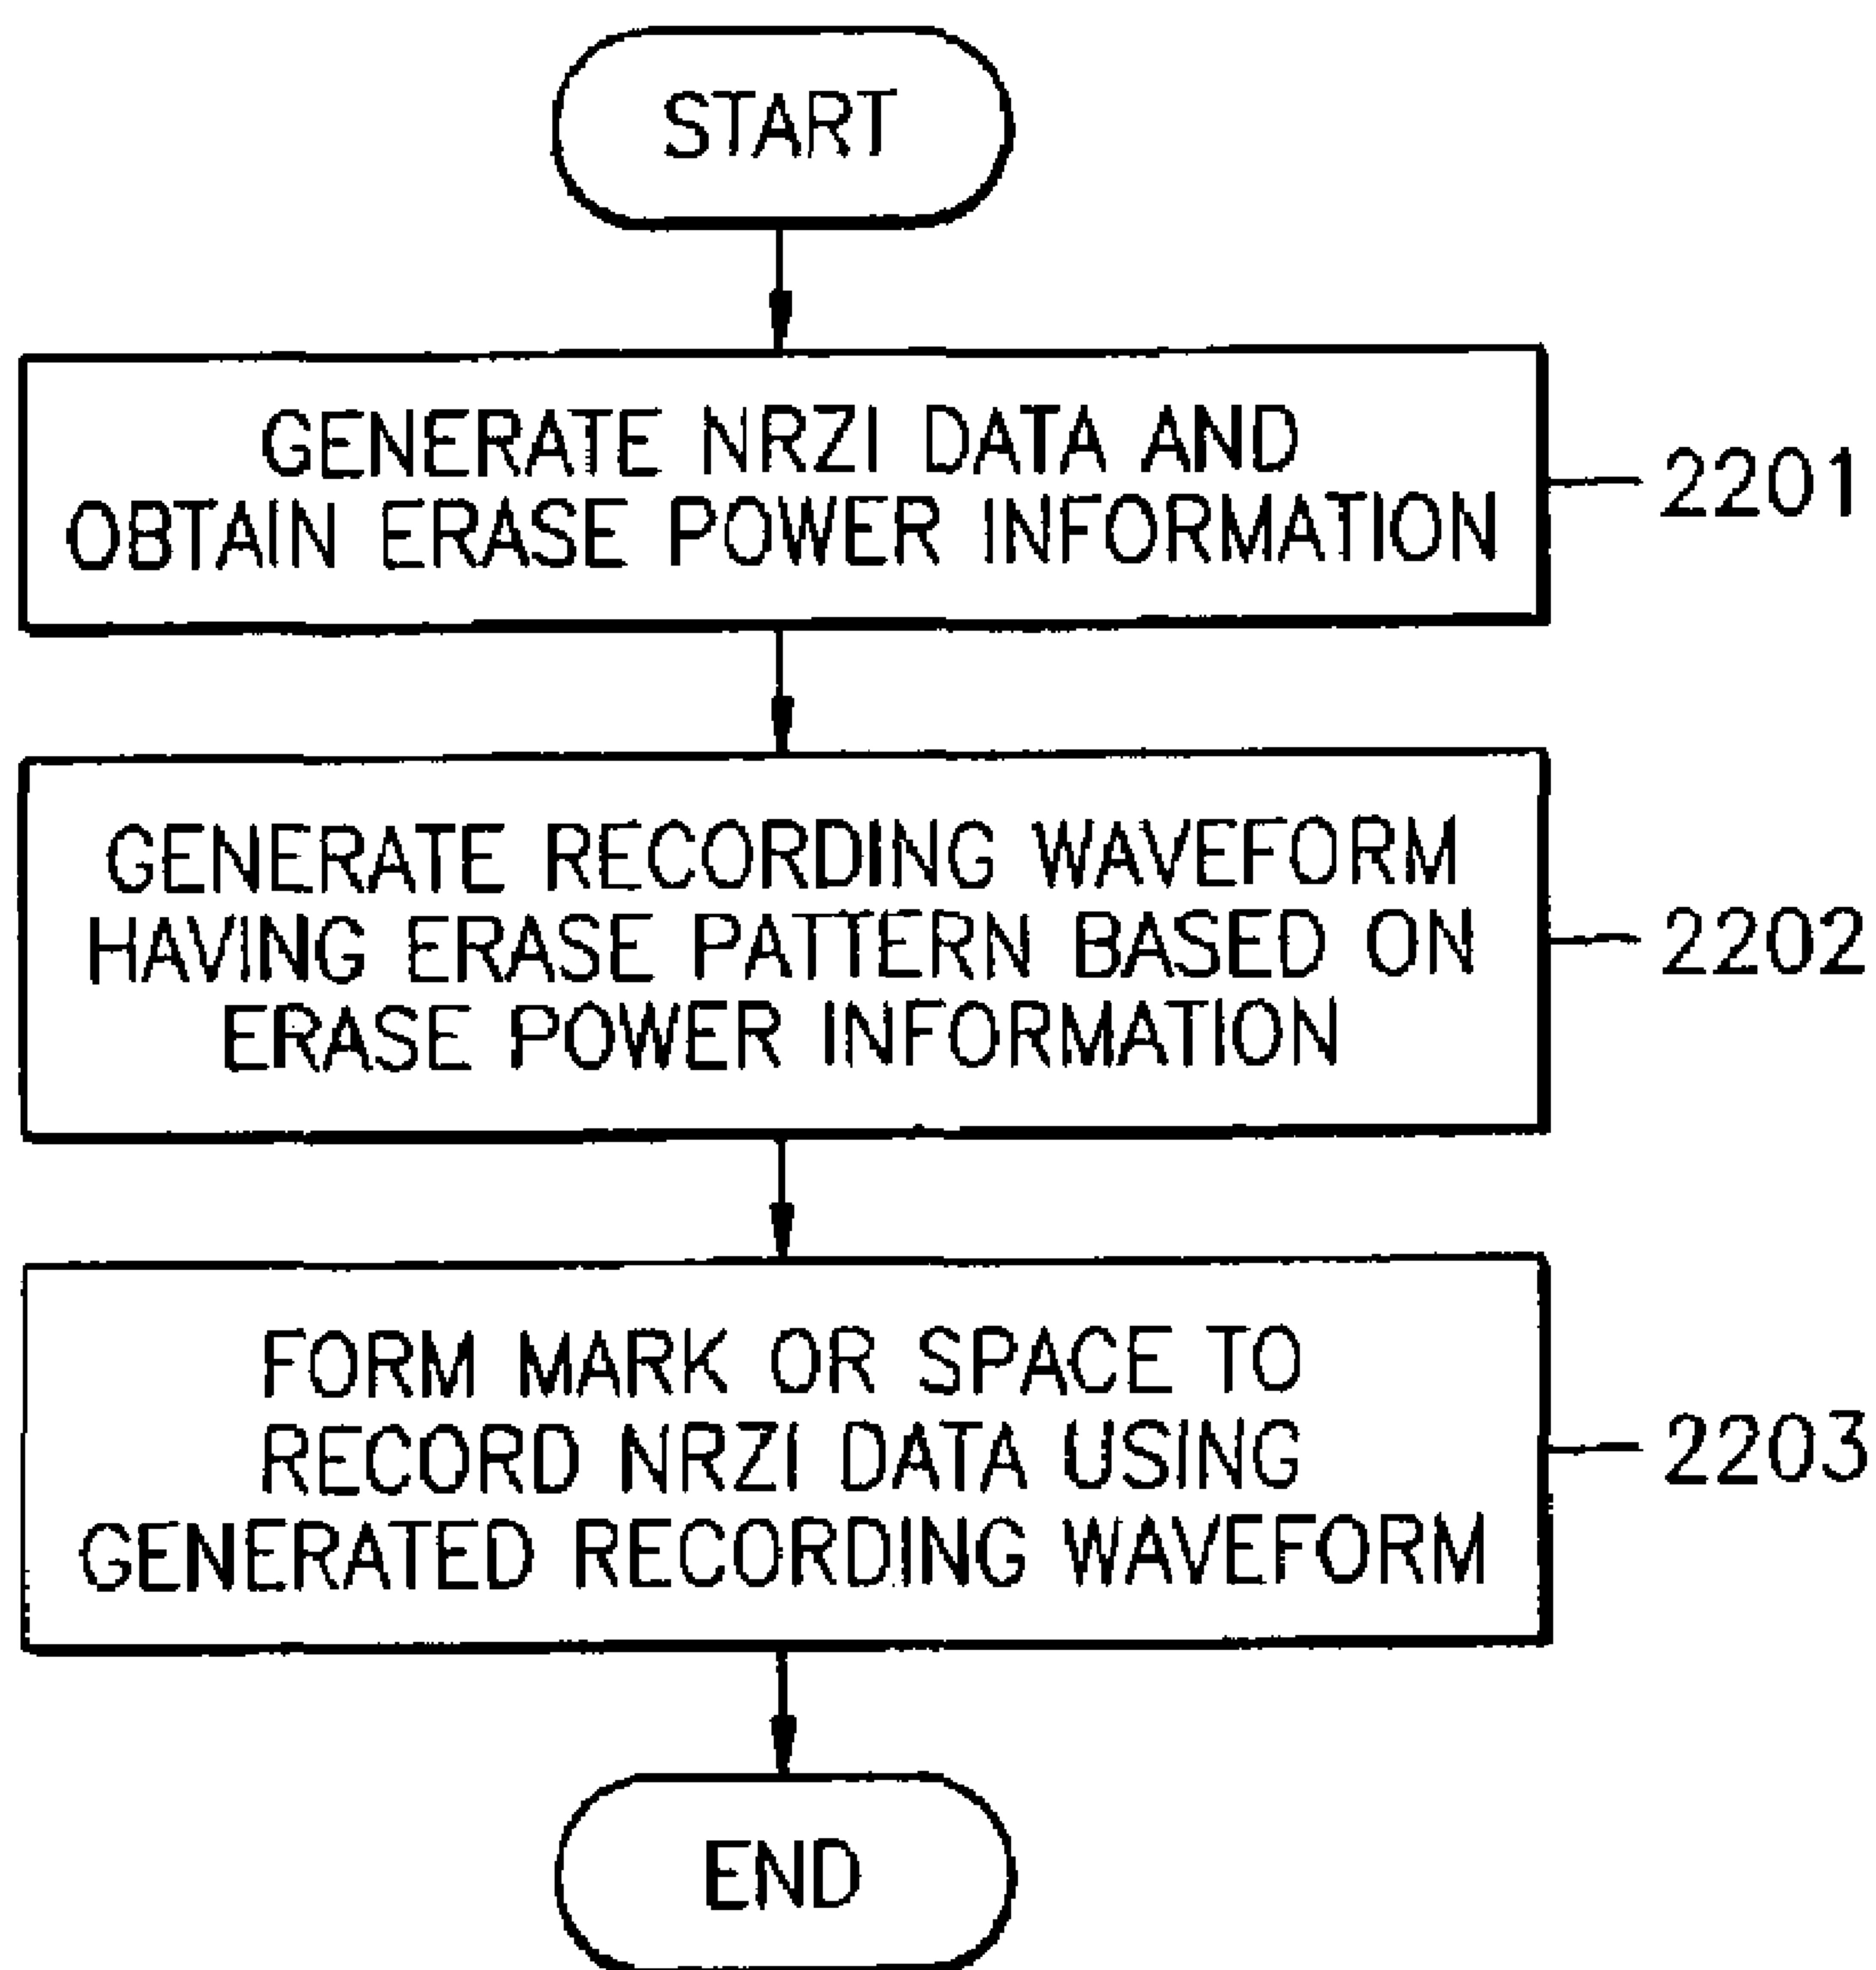 START
GENERATE NRZI DATA AND
OBTAIN ERASE POWER INFORMATION
2201
GENERATE RECORDING WAVEFORM
HAVING ERASE PATTERN BASED ON
ERASE POWER INFORMATION
2202
FORM MARK OR SPACE TO
RECORD NRZI DATA USING
GENERATED RECORDING WAVEFORM
2203
END